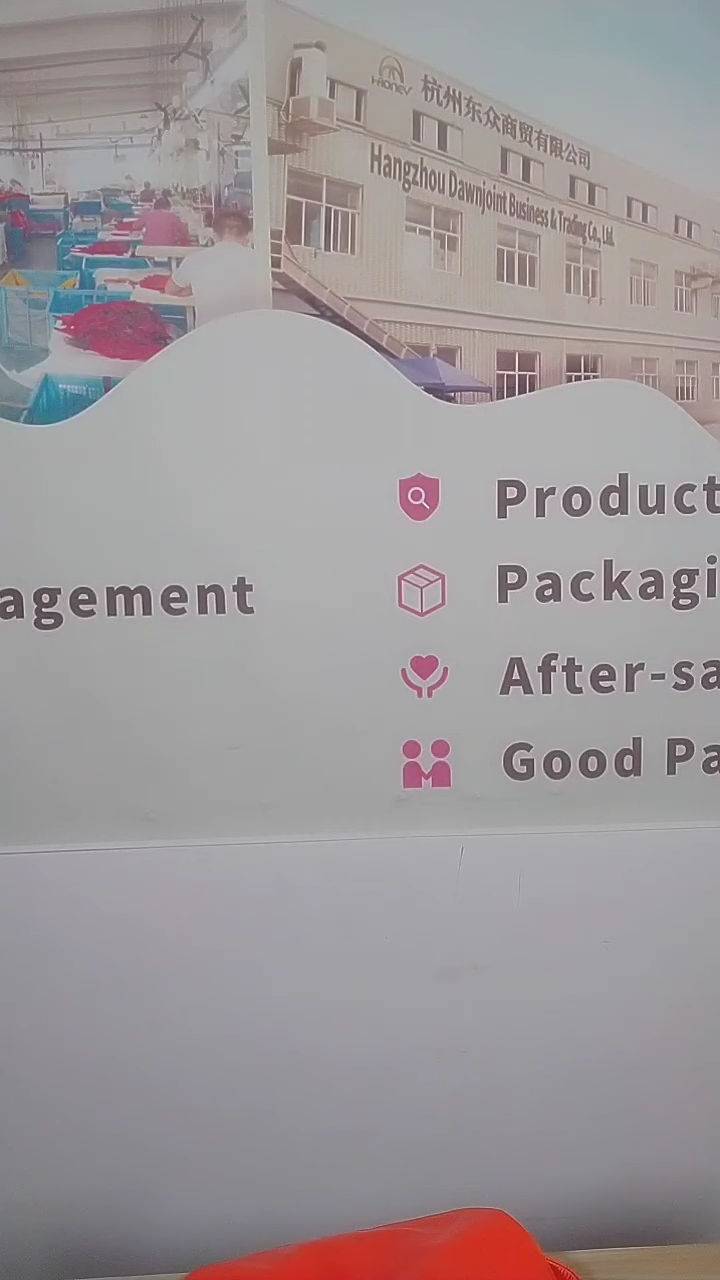 HONEY
杭州东众商贸有限公司
Hangzhou Dawnjoint Business & Trading Co., Ltd.
agement
Product
Packagi
After-sa
Good Pa